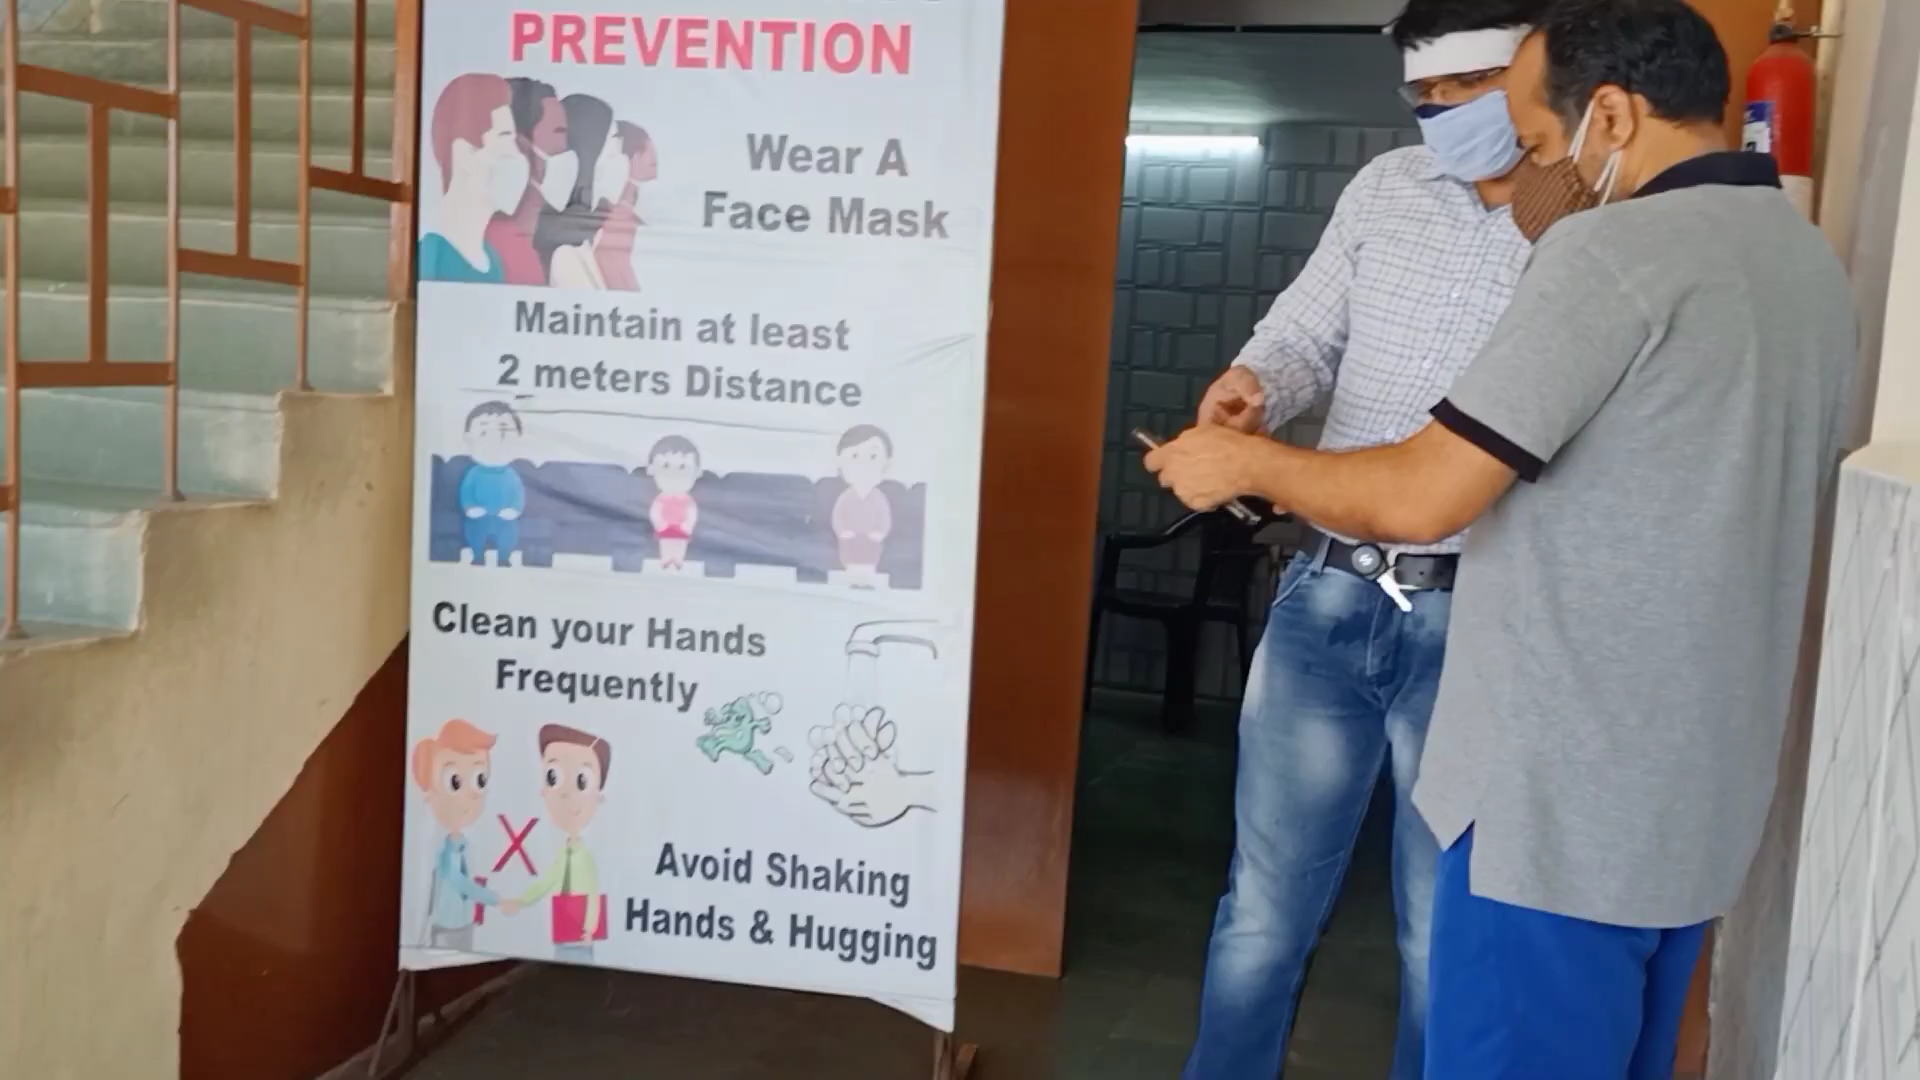 PREVENTION
Wear A
Face Mask
Maintain at least
2 meters Distance
Clean your Hands
Frequently
X
Avoid Shaking
Hands & Hugging